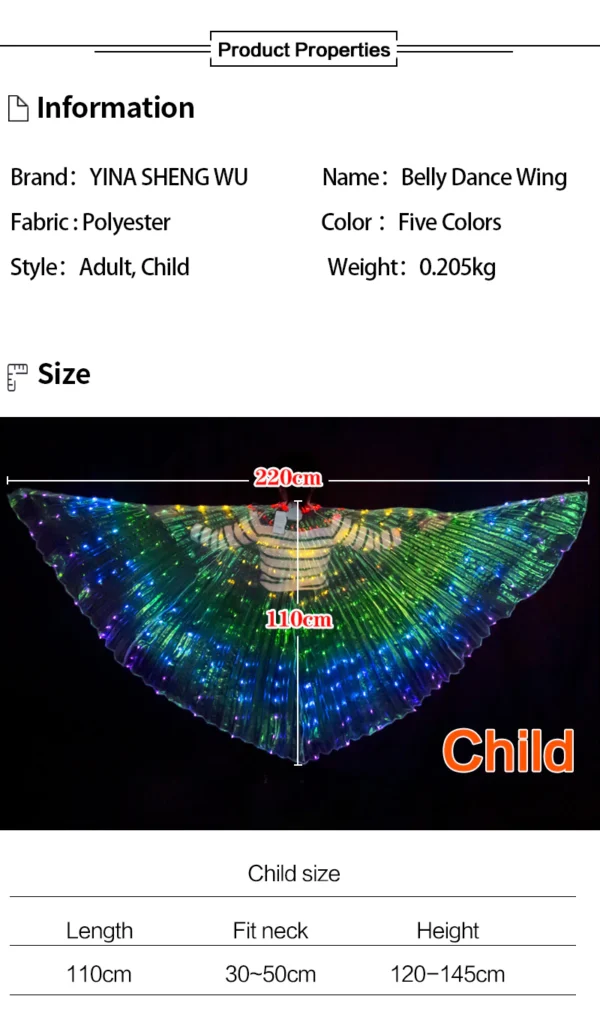 Product Properties
Information
Brand： YINA SHENG WU Name： Belly Dance Wing
Fabric : Polyester Color： Five Colors
Style： Adult, Child Weight： 0.205kg
Size
220cm
110cm
Child
Child size
Length Fit neck Height
110cm 30~50cm 120-145cm